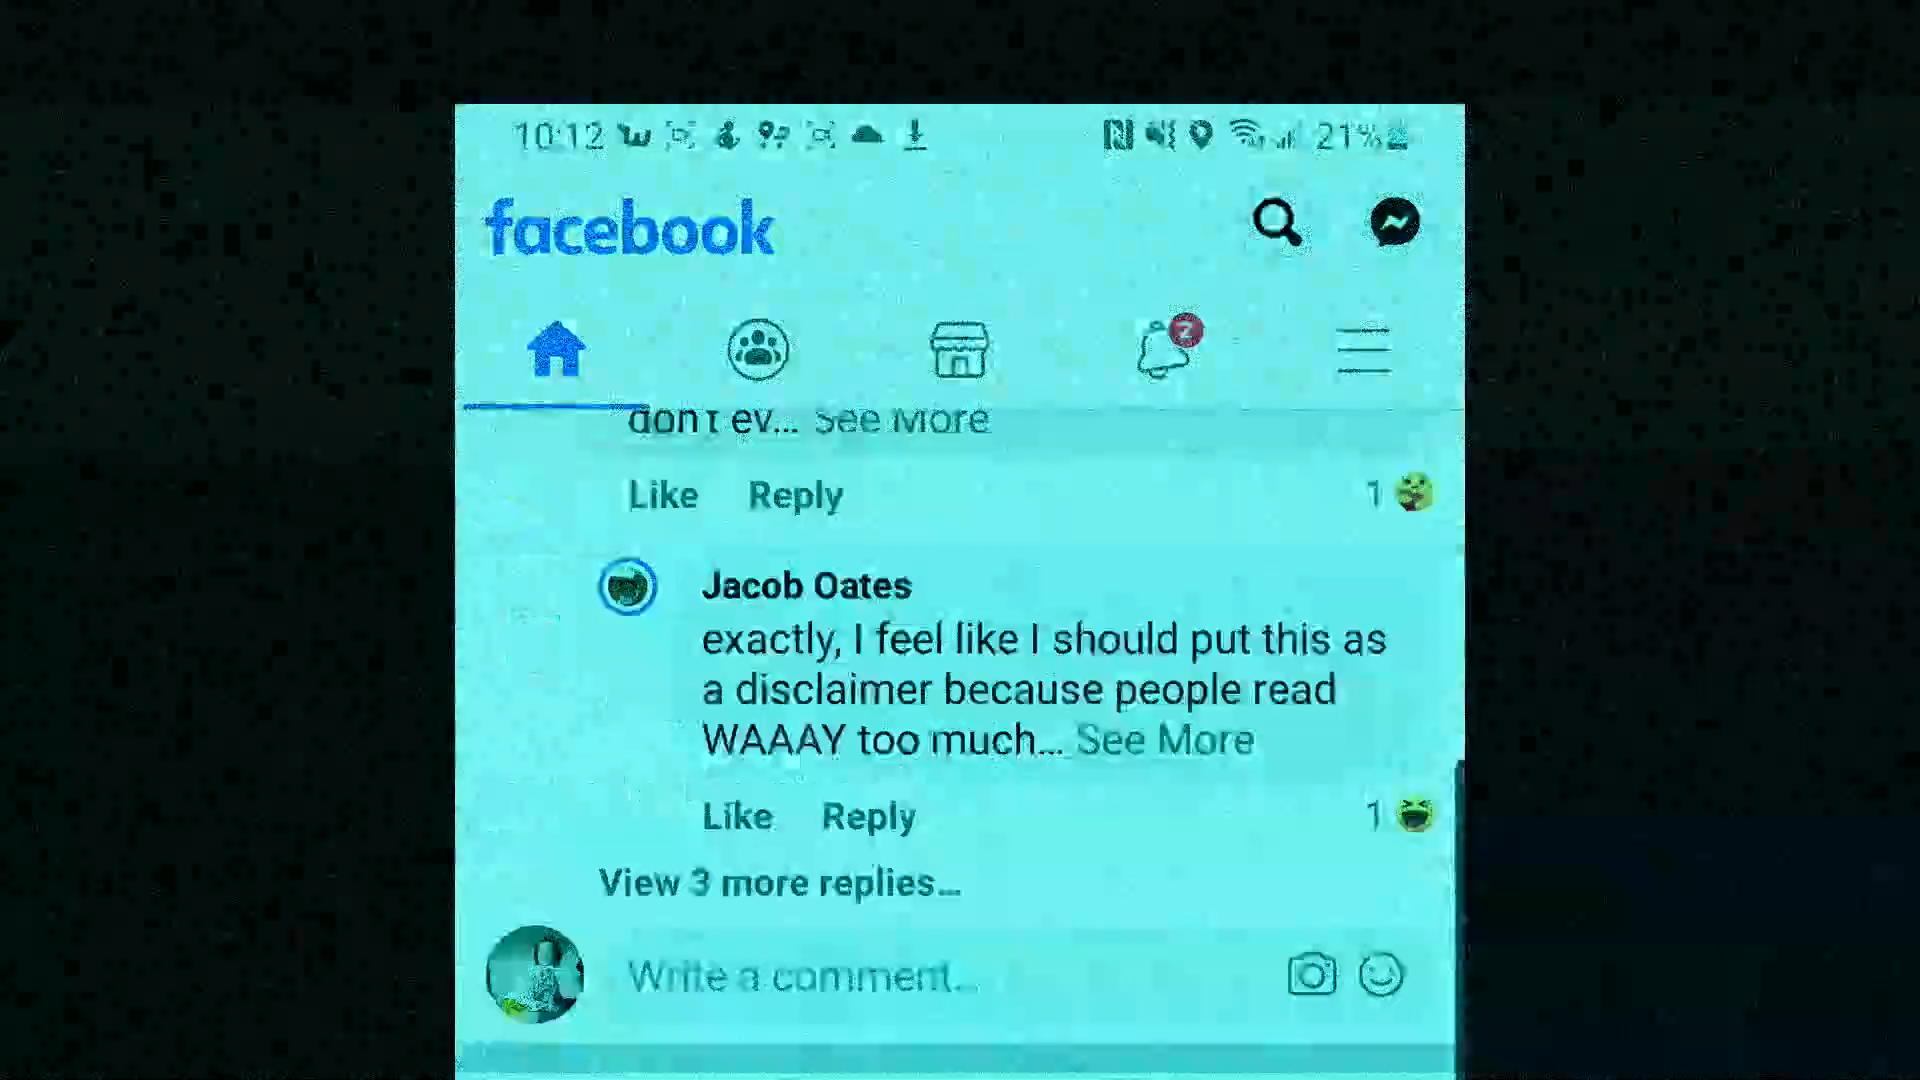 10:12 21%
facebook
2
don't ev... See More
Like Reply 1
Jacob Oates
exactly, I feel like I should put this as
a disclaimer because people read
WAAAY too much... See More
Like Reply 1
View 3 more replies...
Write a comment...